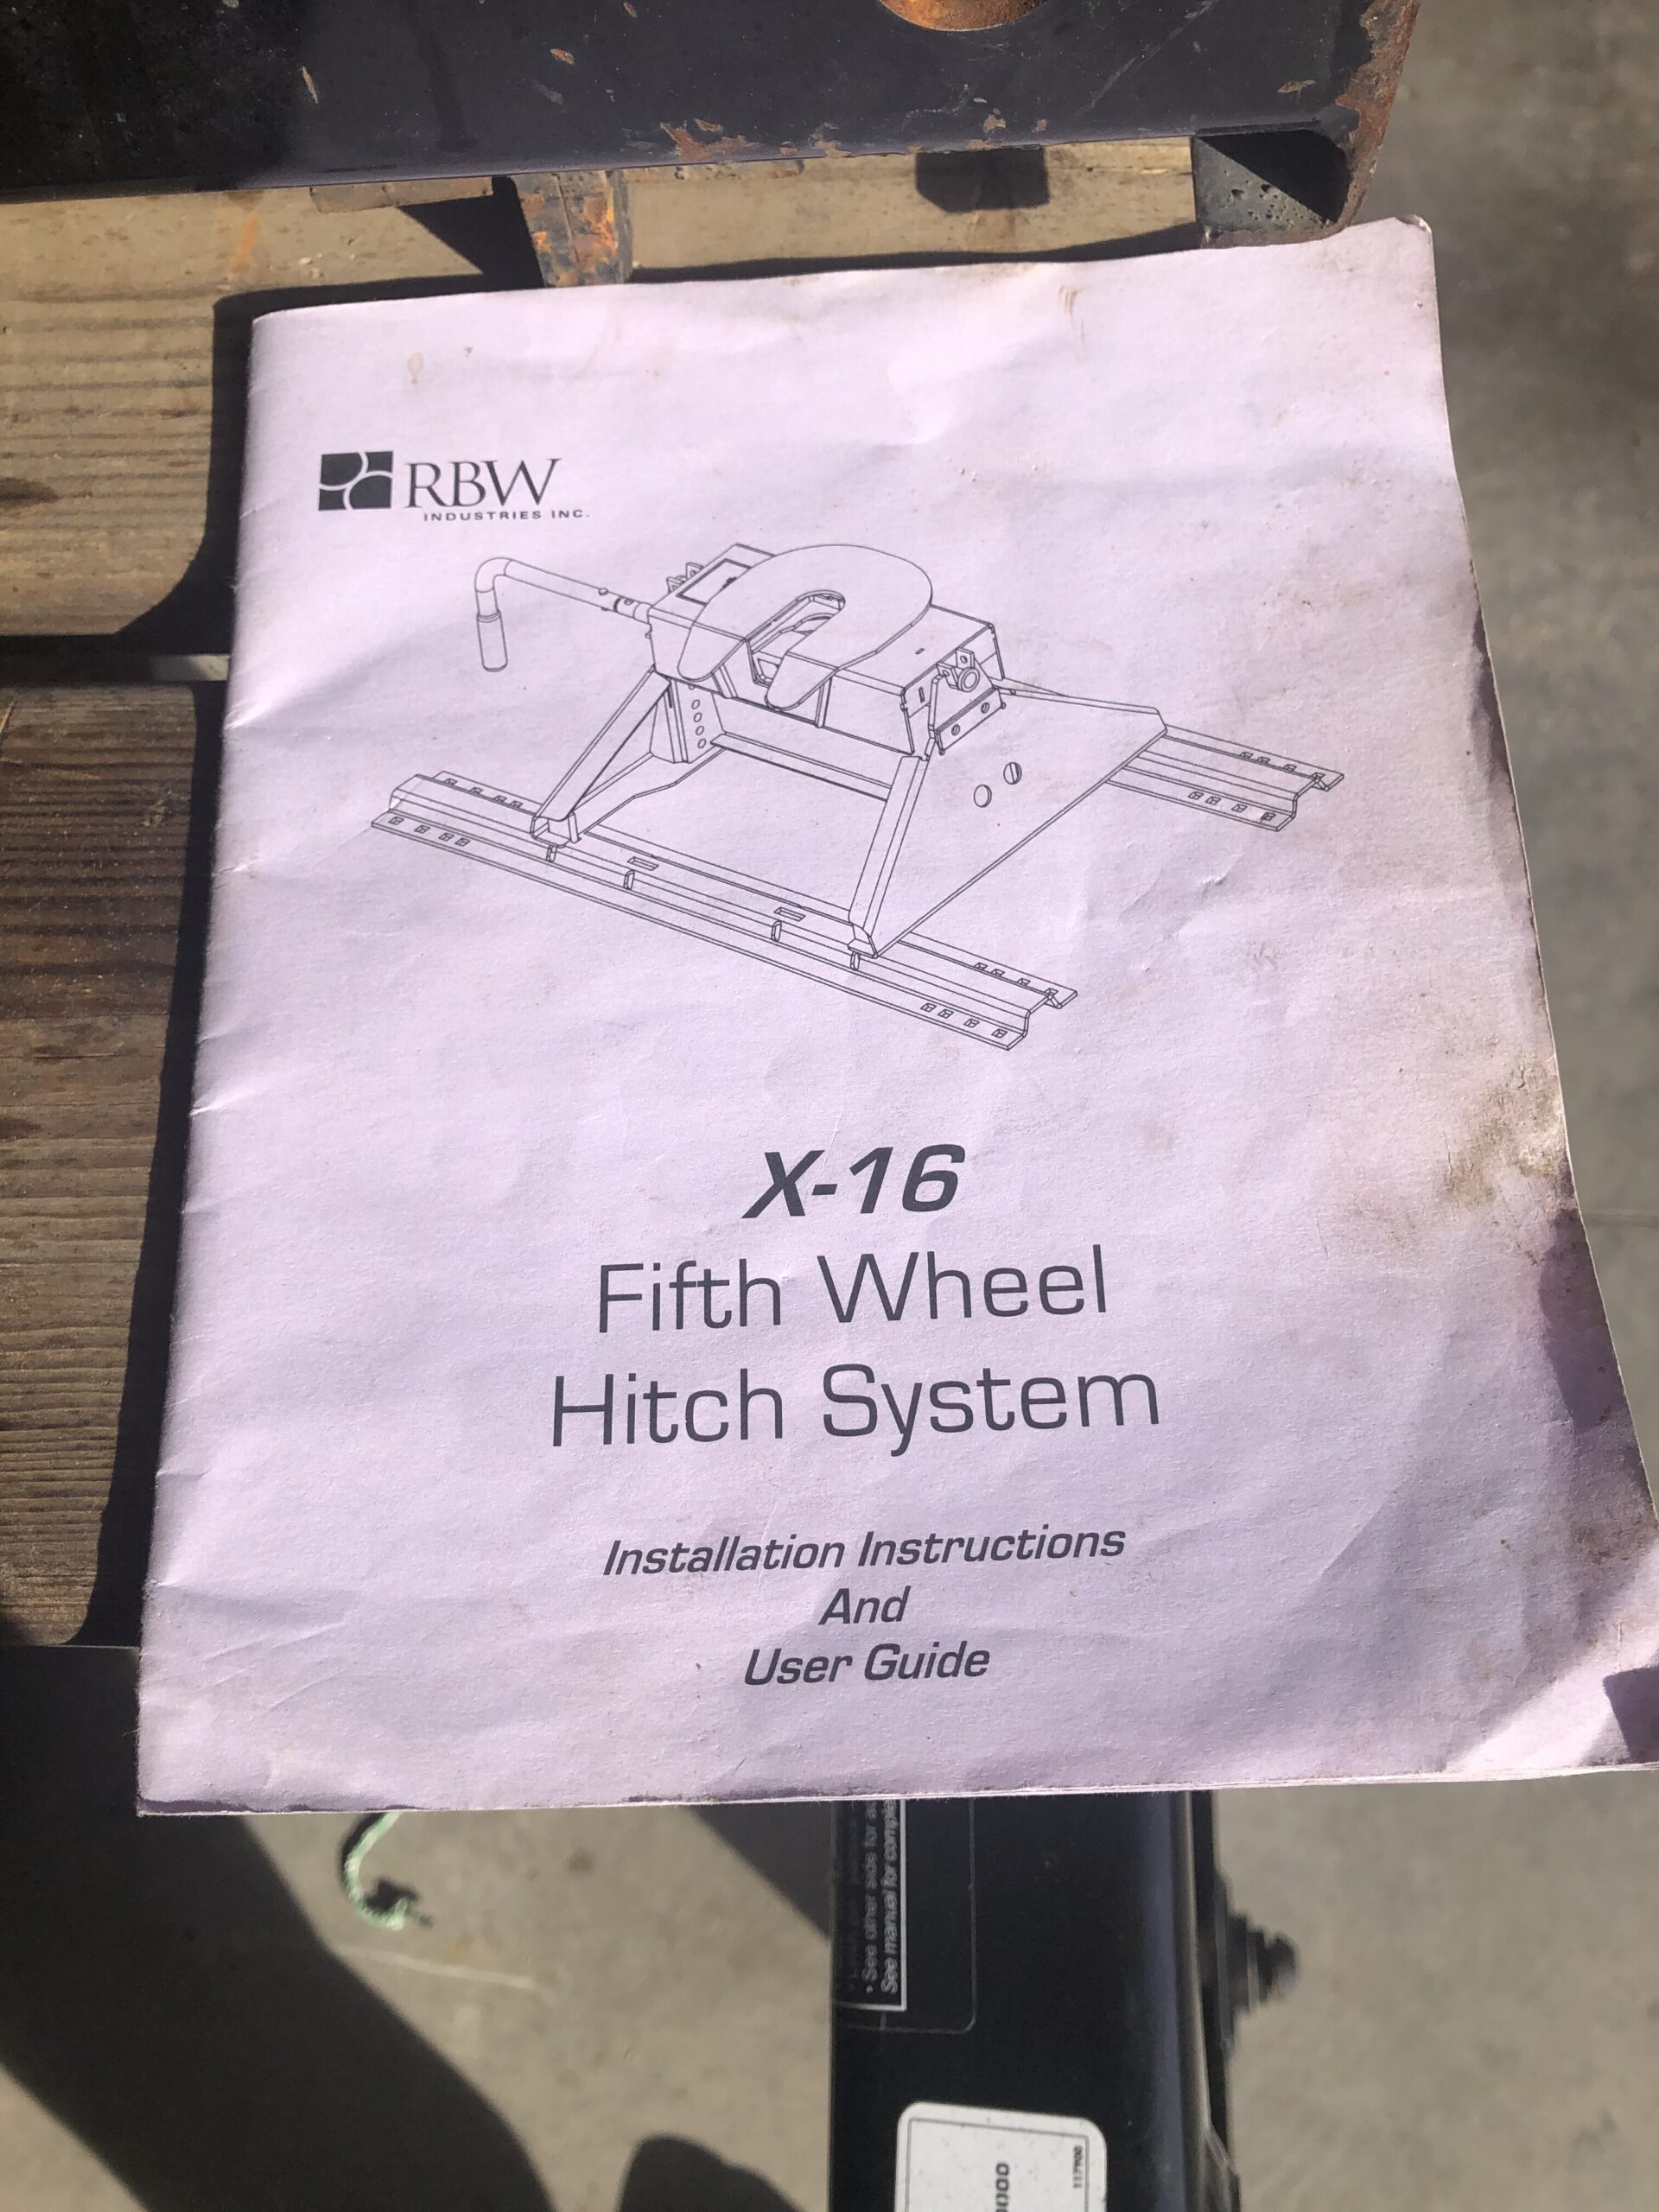 RBW
INDUSTRIES INC.
X-16
Fifth Wheel
Hitch System
Installation Instructions
And
User Guide
• See other side for
See manual for
117900